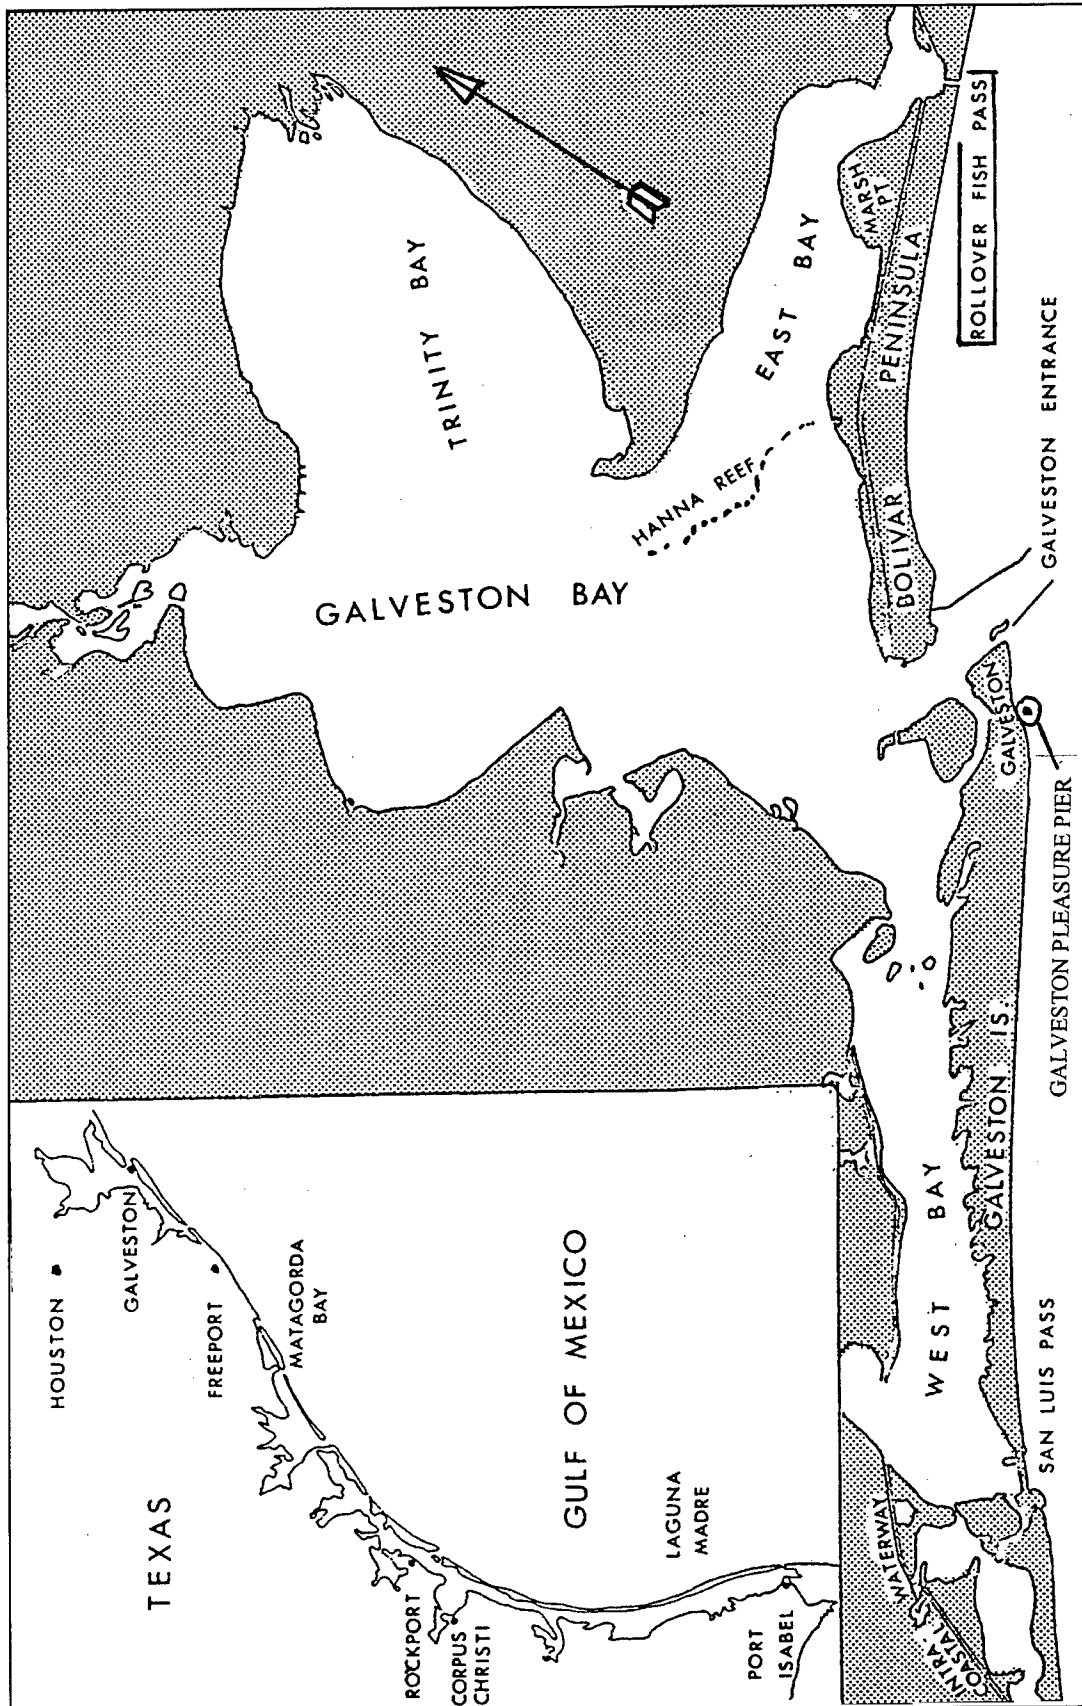 TEXAS
HOUSTON
GALVESTON
FREEPORT
MATAGORDA
BAY
ROCKPORT
CORPUS
CHRISTI
GULF OF MEXICO
LAGUNA
MADRE
PORT
ISABEL
TRINITY BAY
GALVESTON BAY
HANNA REEF
EAST BAY
MARSH
PT.
BOLIVAR PENINSULA
ROLLOVER FISH PASS
GALVESTON ENTRANCE
GALVESTON
GALVESTON PLEASURE PIER
GALVESTON IS.
WEST BAY
SAN LUIS PASS
INTRA-
COASTAL WATERWAY